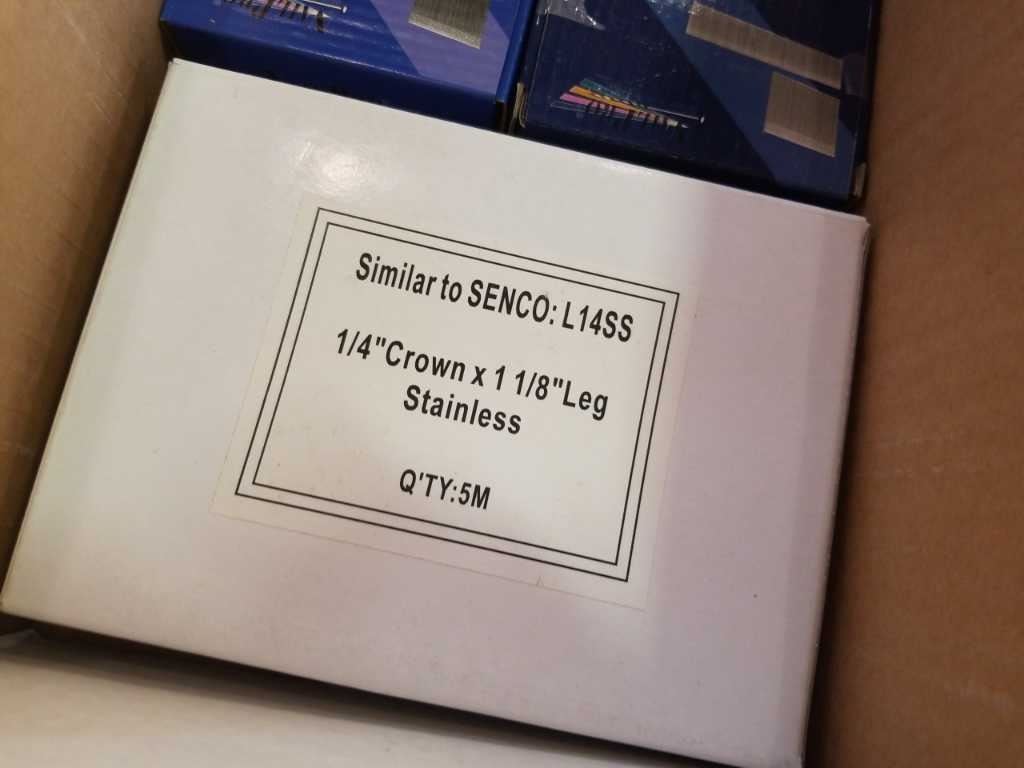 Similar to SENCO: L14SS
1/4"Crown x 1 1/8"Leg
Stainless
Q'TY:5M